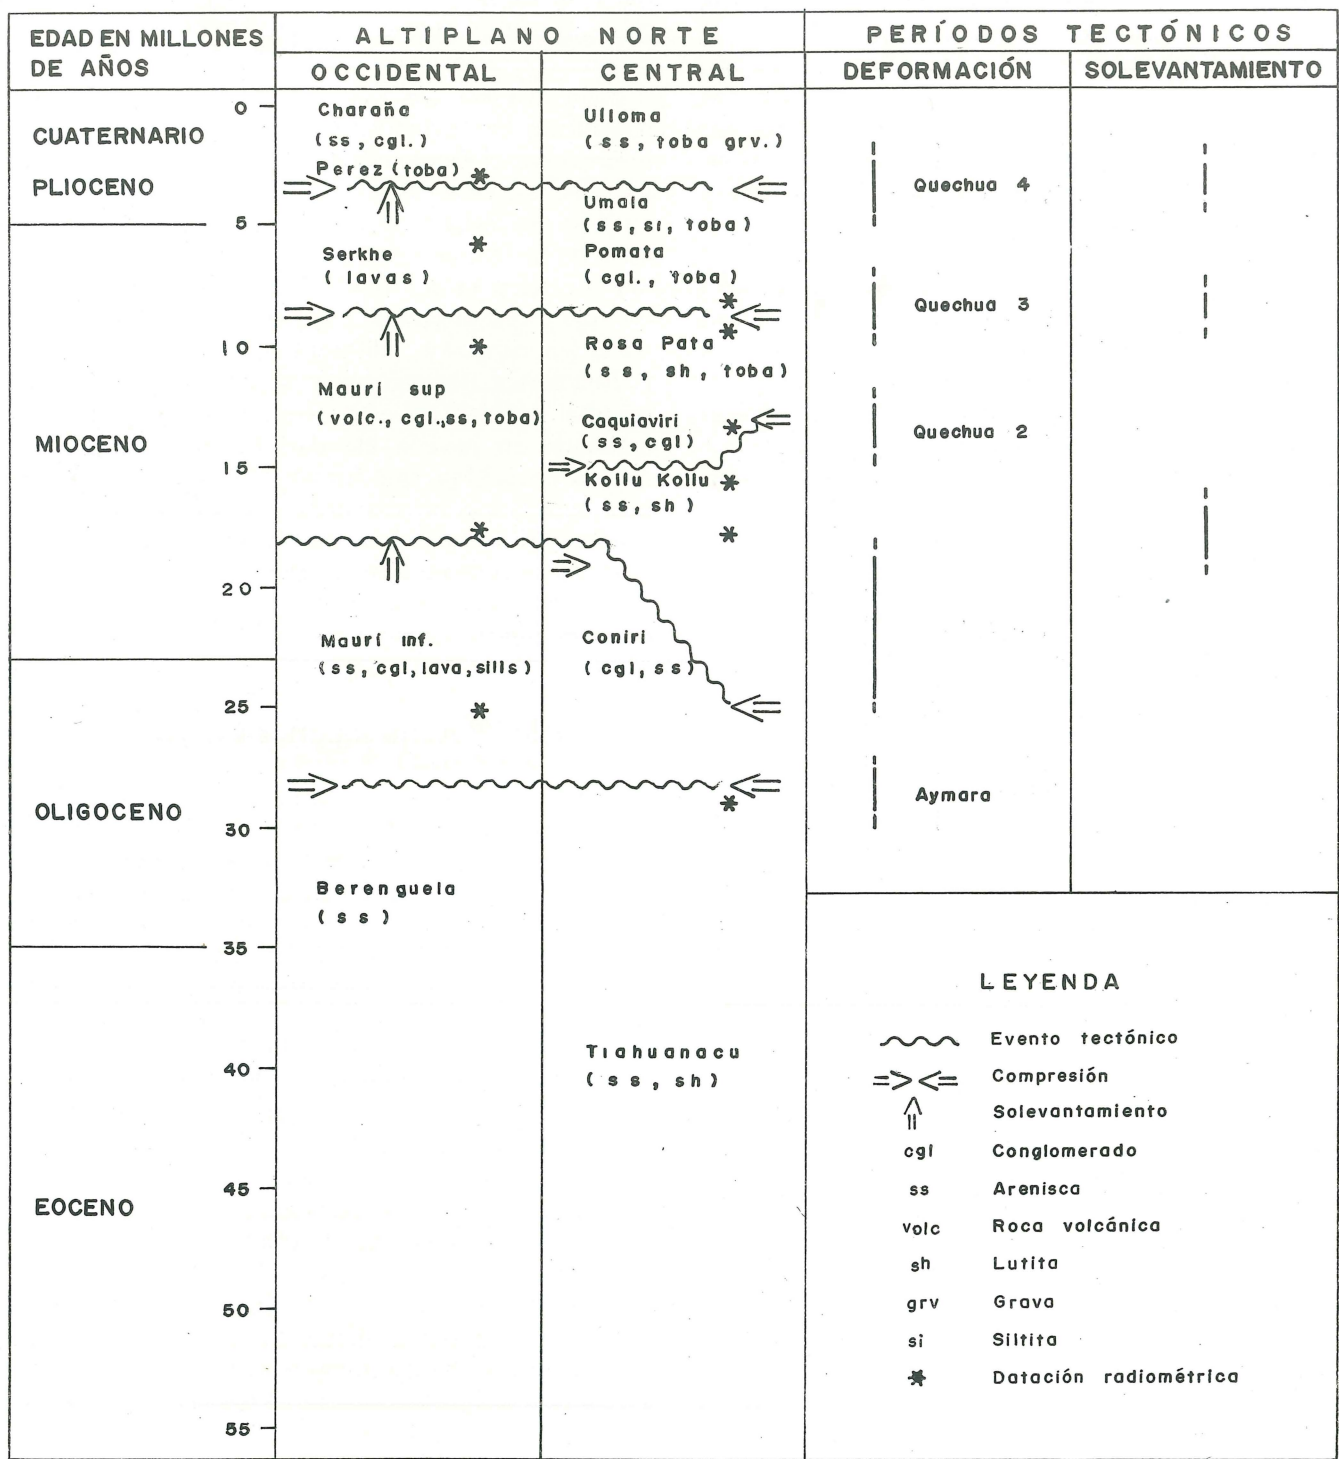 EDAD EN MILLONES DE AÑOS
ALTIPLANO NORTE
PERÍODOS TECTÓNICOS
OCCIDENTAL
CENTRAL
DEFORMACIÓN
SOLEVANTAMIENTO
CUATERNARIO
PLIOCENO
MIOCENO
OLIGOCENO
EOCENO
0
5
10
15
20
25
30
35
40
45
50
55
Charaña
(ss, cgl.)
Perez (toba)
Serkhe
(lavas)
Mauri sup
(volc., cgl., ss, toba)
Mauri inf.
(ss, cgl, lava, sills)
Berenguela
(ss)
Ulloma
(ss, toba grv.)
Umala
(ss, si, toba)
Pomata
(cgl., toba)
Rosa Pata
(ss, sh, toba)
Caquiaviri
(ss, cgl)
Kollu Kollu
(ss, sh)
Coniri
(cgl, ss)
Tiahuanacu
(ss, sh)
Quechua 4
Quechua 3
Quechua 2
Aymara
LEYENDA
Evento tectónico
Compresión
Solevantamiento
cgl Conglomerado
ss Arenisca
volc Roca volcánica
sh Lutita
grv Grava
si Siltita
* Datación radiométrica